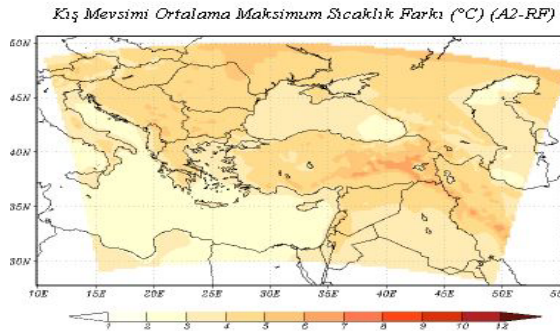 Kış Mevsimi Ortalama Maksimum Sıcaklık Farkı (°C) (A2-RF)
50N
45N
40N
35N
30N
10E 15E 20E 25E 30E 35E 40E 45E 50E
1 2 3 4 5 6 7 8 9 10 12